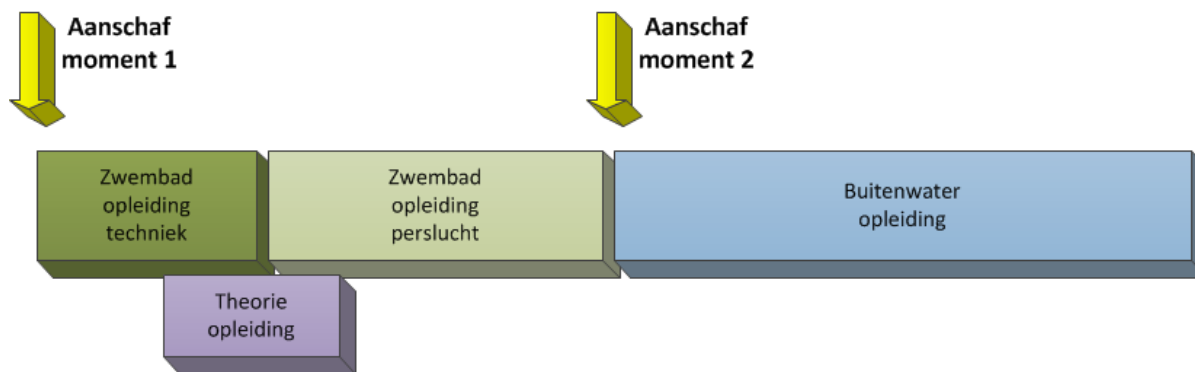 Aanschaf
moment 1
Aanschaf
moment 2
Zwembad
opleiding
techniek
Zwembad
opleiding
perslucht
Buitenwater
opleiding
Theorie
opleiding